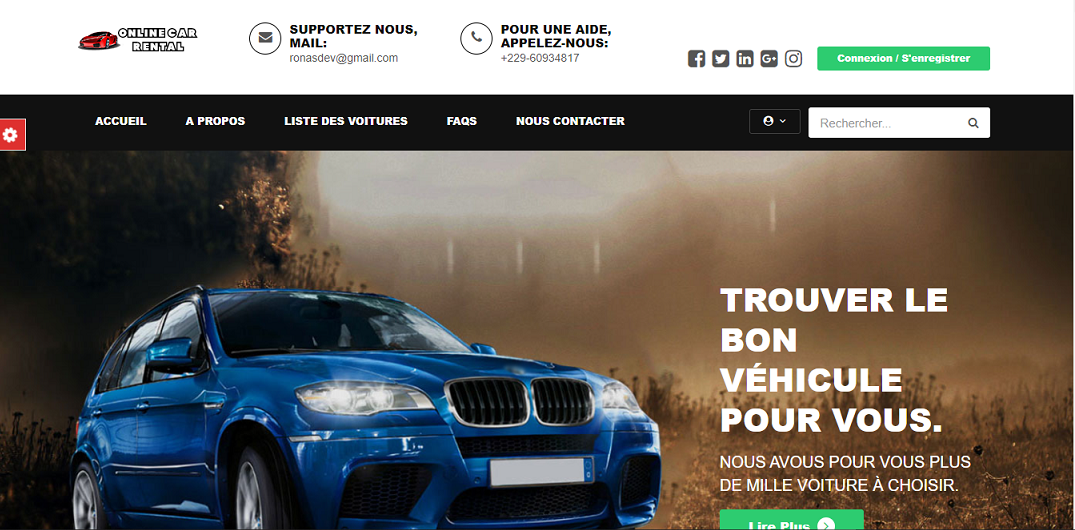 ONLINE CAR
RENTAL
SUPPORTEZ NOUS,
MAIL:
ronasdev@gmail.com
POUR UNE AIDE,
APPELEZ-NOUS:
+229-60934817
Connexion / S'enregistrer
ACCUEIL
A PROPOS
LISTE DES VOITURES
FAQS
NOUS CONTACTER
Rechercher...
TROUVER LE
BON
VÉHICULE
POUR VOUS.
NOUS AVOUS POUR VOUS PLUS
DE MILLE VOITURE À CHOISIR.
Lire Plus